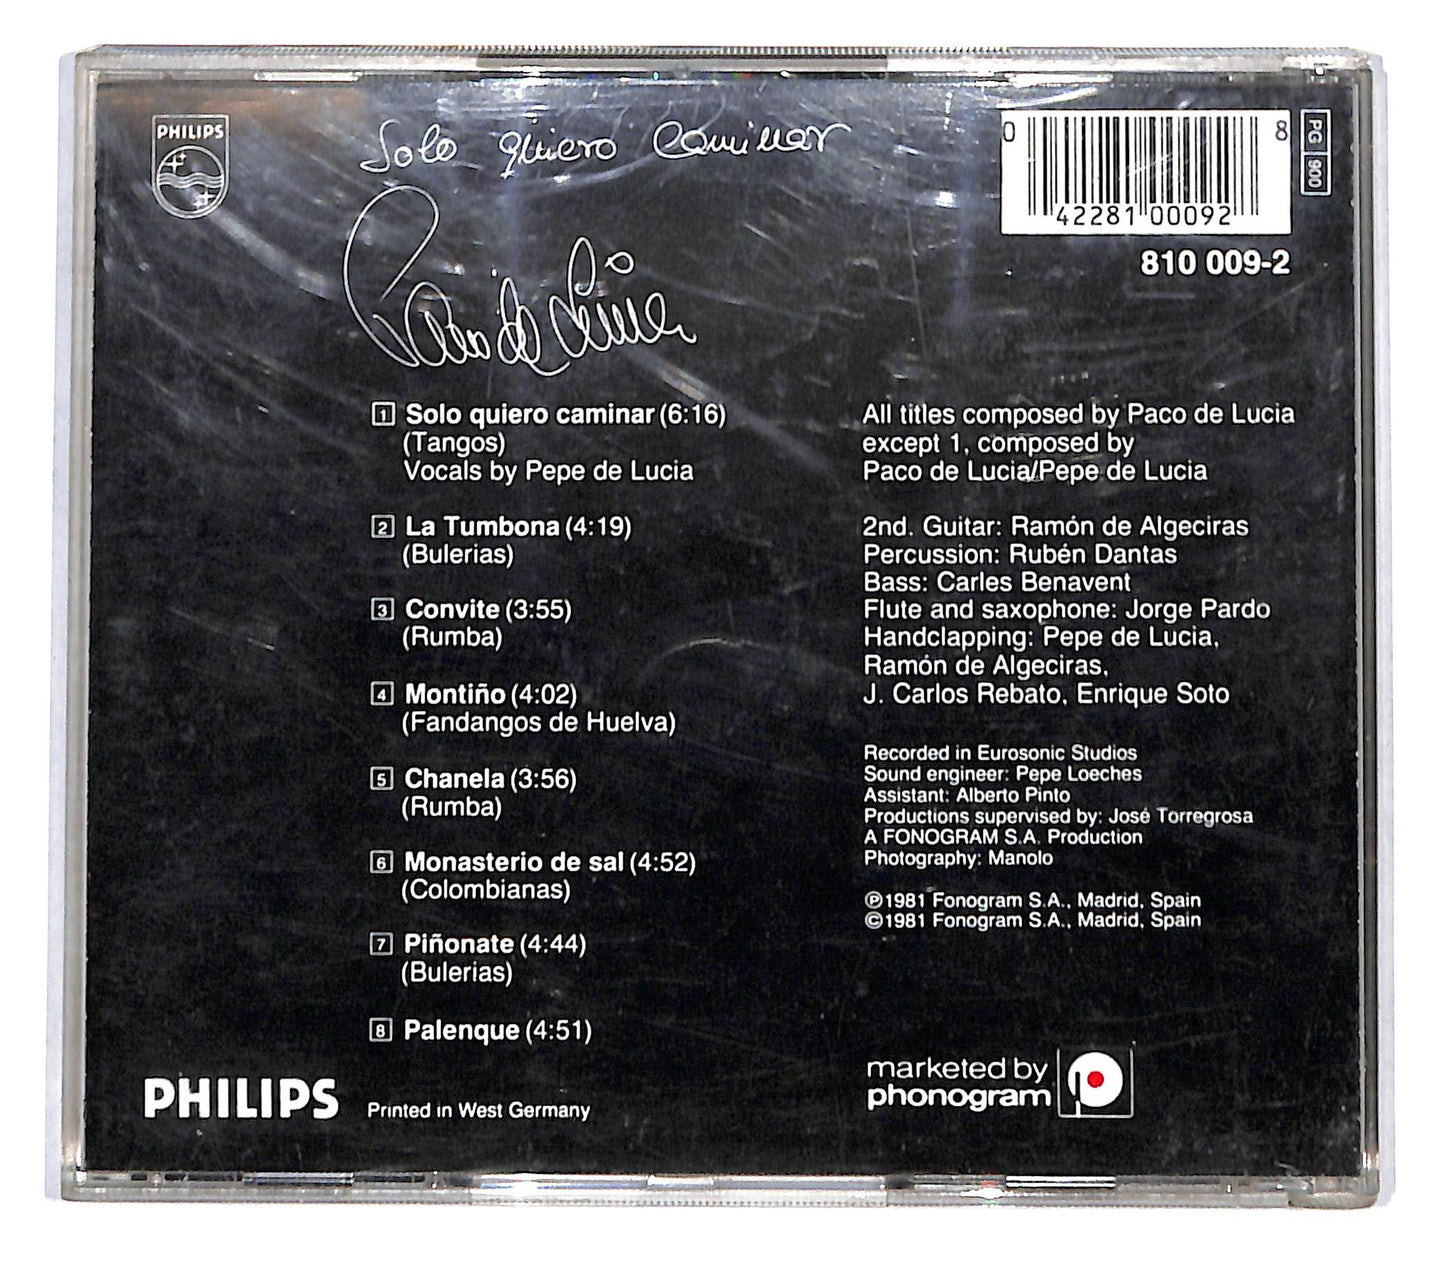 PHILIPS
Solo quiero Caminar
Paco de Lucia
0 42281 00092 8
PG 900
810 009-2
1 Solo quiero caminar (6:16)
(Tangos)
Vocals by Pepe de Lucia
2 La Tumbona (4:19)
(Bulerias)
3 Convite (3:55)
(Rumba)
4 Montiño (4:02)
(Fandangos de Huelva)
5 Chanela (3:56)
(Rumba)
6 Monasterio de sal (4:52)
(Colombianas)
7 Piñonate (4:44)
(Bulerias)
8 Palenque (4:51)
All titles composed by Paco de Lucia
except 1, composed by
Paco de Lucia/Pepe de Lucia
2nd. Guitar: Ramón de Algeciras
Percussion: Rubén Dantas
Bass: Carles Benavent
Flute and saxophone: Jorge Pardo
Handclapping: Pepe de Lucia,
Ramón de Algeciras,
J. Carlos Rebato, Enrique Soto
Recorded in Eurosonic Studios
Sound engineer: Pepe Loeches
Assistant: Alberto Pinto
Productions supervised by: José Torregrosa
A FONOGRAM S.A. Production
Photography: Manolo
℗1981 Fonogram S.A., Madrid, Spain
©1981 Fonogram S.A., Madrid, Spain
PHILIPS
Printed in West Germany
marketed by
phonogram